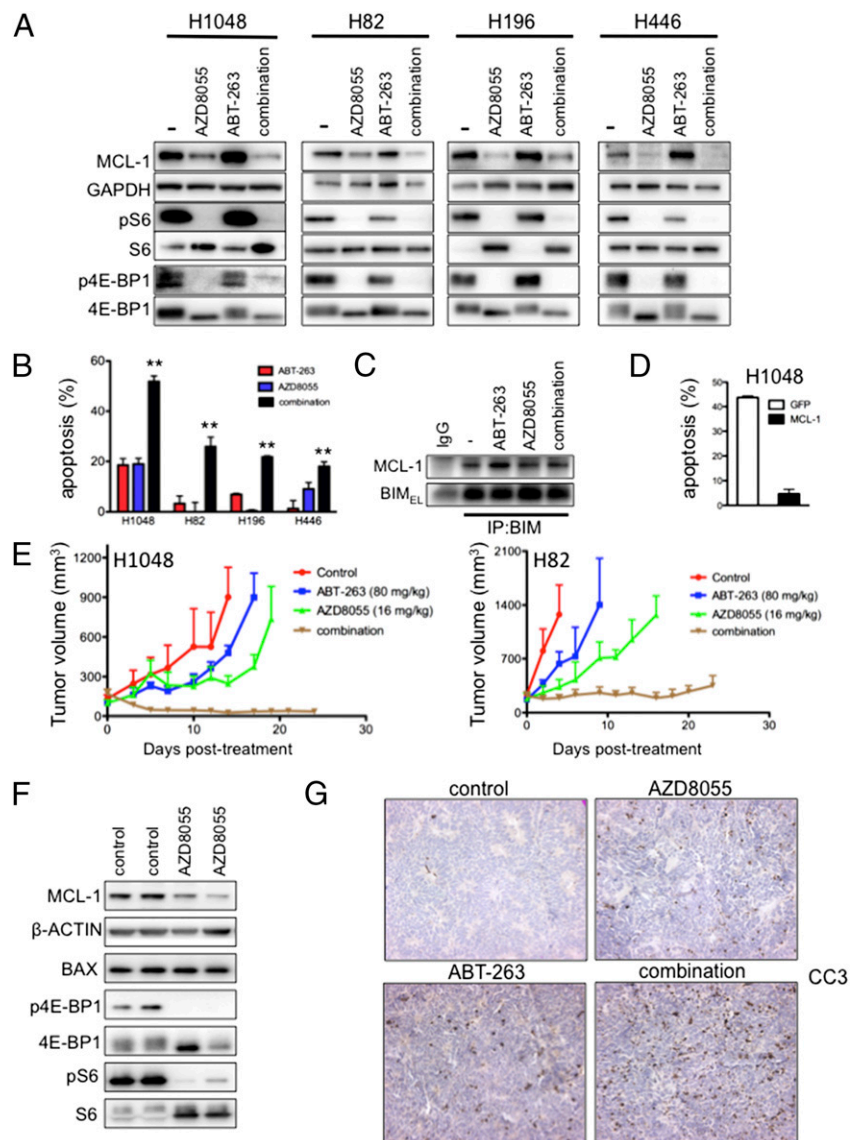 A
H1048 H82 H196 H446
- AZD8055 ABT-263 combination - AZD8055 ABT-263 combination - AZD8055 ABT-263 combination - AZD8055 ABT-263 combination
MCL-1
GAPDH
pS6
S6
p4E-BP1
4E-BP1
B
apoptosis (%)
60
40
20
0
** ** ** **
ABT-263
AZD8055
combination
H1048 H82 H196 H446
C
IgG - ABT-263 AZD8055 combination
MCL-1
BIMEL
IP:BIM
D
H1048
apoptosis (%)
50
40
30
20
10
0
GFP
MCL-1
E
H1048
Tumor volume (mm3)
1200
900
600
300
0
0 10 20 30
Days post-treatment
Control
ABT-263 (80 mg/kg)
AZD8055 (16 mg/kg)
combination
H82
Tumor volume (mm3)
2100
1400
700
0
0 10 20 30
Days post-treatment
Control
ABT-263 (80 mg/kg)
AZD8055 (16 mg/kg)
combination
F
control control AZD8055 AZD8055
MCL-1
β-ACTIN
BAX
p4E-BP1
4E-BP1
pS6
S6
G
control AZD8055
ABT-263 combination
CC3